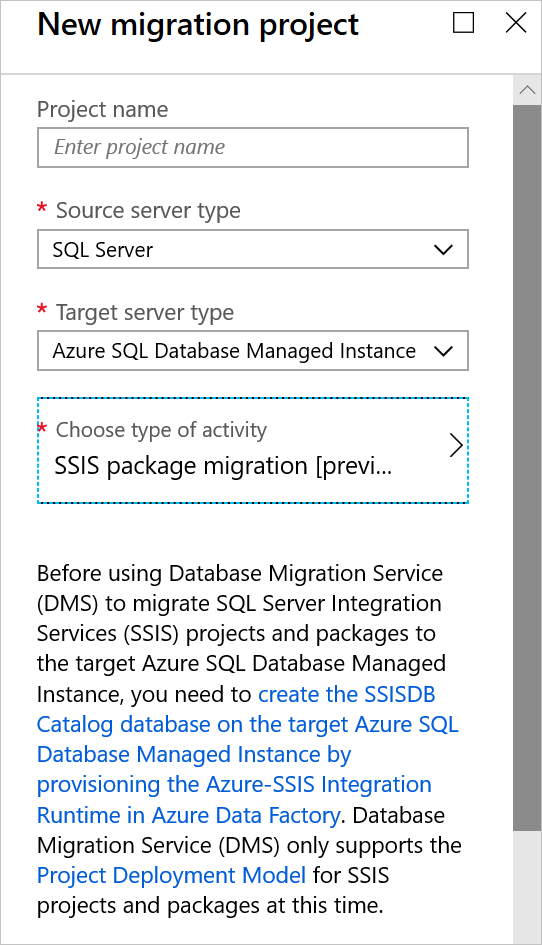 New migration project
Project name
Enter project name
* Source server type
SQL Server
* Target server type
Azure SQL Database Managed Instance
* Choose type of activity
SSIS package migration [previ...
Before using Database Migration Service
(DMS) to migrate SQL Server Integration
Services (SSIS) projects and packages to
the target Azure SQL Database Managed
Instance, you need to create the SSISDB
Catalog database on the target Azure SQL
Database Managed Instance by
provisioning the Azure-SSIS Integration
Runtime in Azure Data Factory. Database
Migration Service (DMS) only supports the
Project Deployment Model for SSIS
projects and packages at this time.